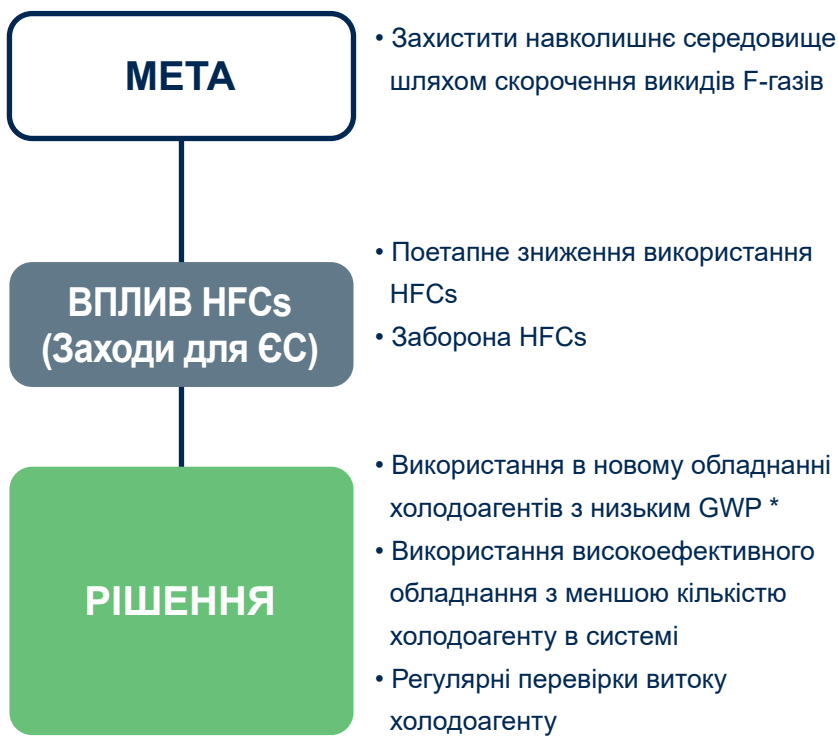 МЕТА
• Захистити навколишнє середовище
шляхом скорочення викидів F-газів
ВПЛИВ HFCs
(Заходи для ЄС)
• Поетапне зниження використання
HFCs
• Заборона HFCs
РІШЕННЯ
• Використання в новому обладнанні
холодоагентів з низьким GWP *
• Використання високоефективного
обладнання з меншою кількістю
холодоагенту в системі
• Регулярні перевірки витоку
холодоагенту